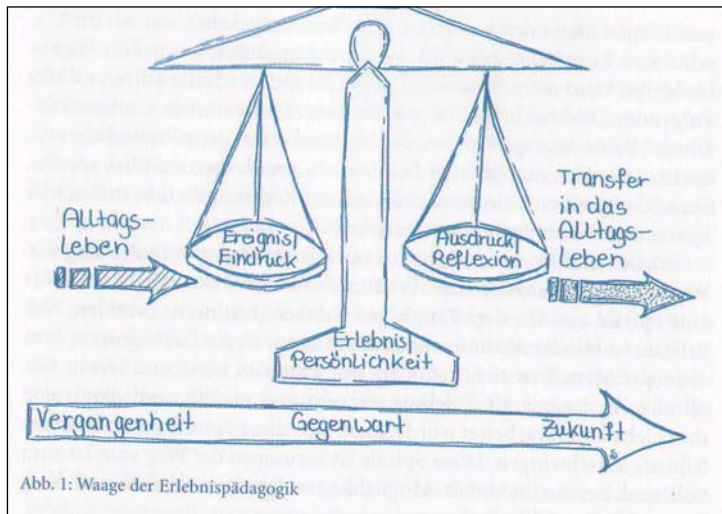 Alltags-
Leben
Ereignis/
Eindruck
Ausdruck/
Reflexion
Transfer
in das
Alltags-
Leben
Erlebnis/
Persönlichkeit
Vergangenheit
Gegenwart
Zukunft
Abb. 1: Waage der Erlebnispädagogik